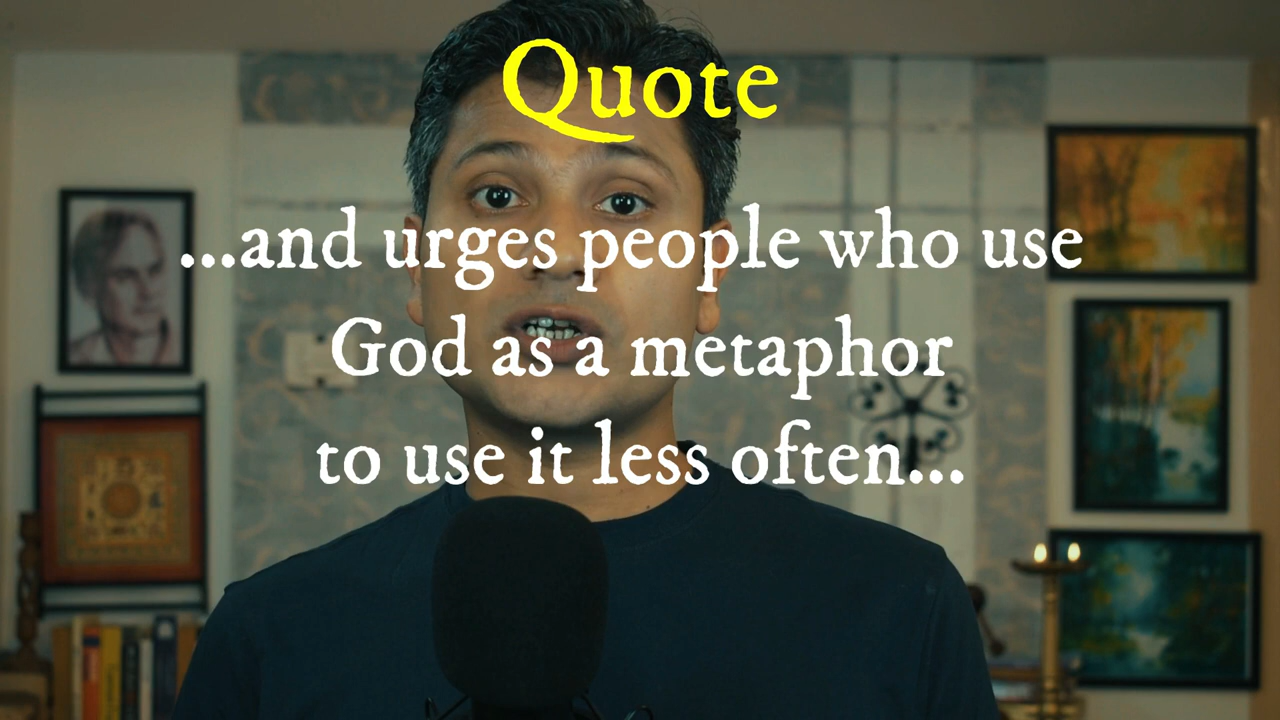 Quote
...and urges people who use
God as a metaphor
to use it less often...